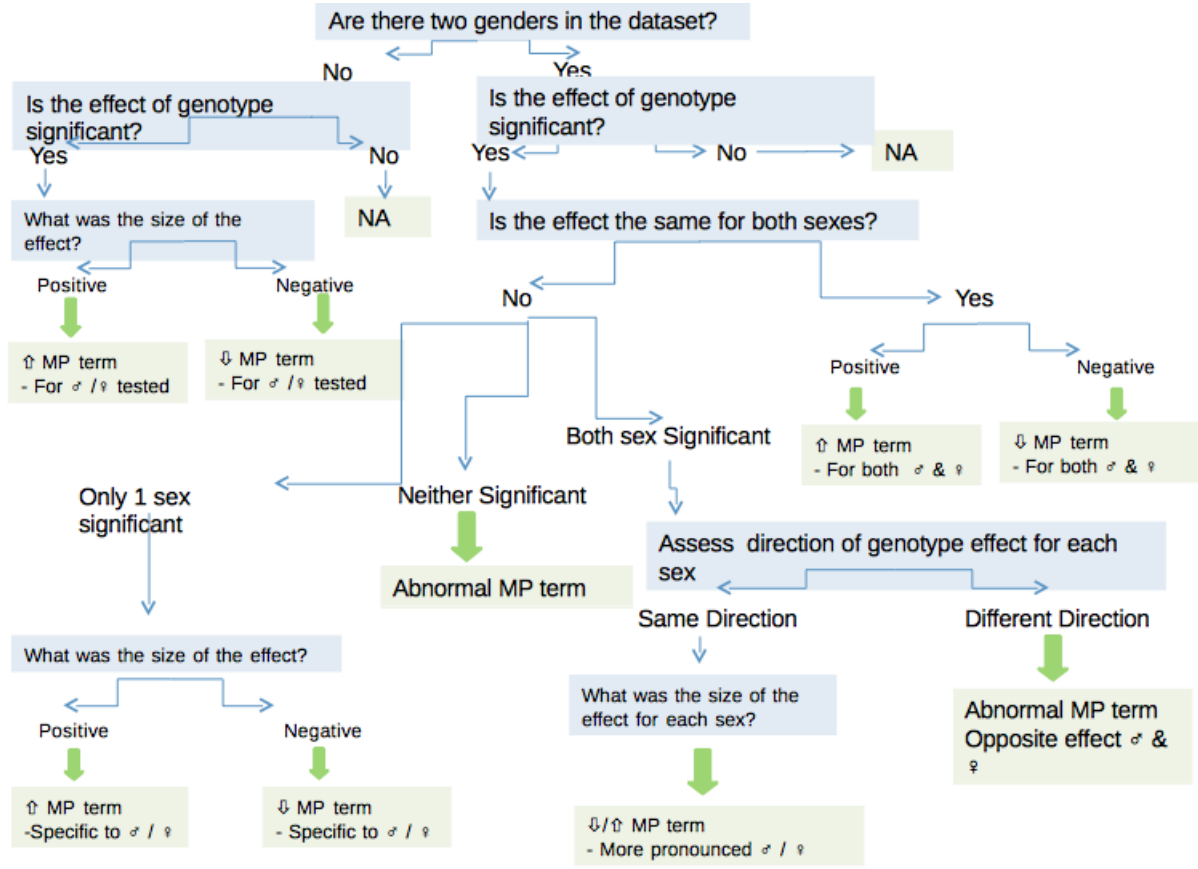 Are there two genders in the dataset?
No
Yes
Is the effect of genotype
significant?
Is the effect of genotype
significant?
Yes
No
Yes
No
NA
What was the size of the
effect?
NA
Is the effect the same for both sexes?
Positive
Negative
No
Yes
⇧ MP term
- For ♂ /♀ tested
⇩ MP term
- For ♂ /♀ tested
Positive
Negative
Both sex Significant
⇧ MP term
- For both ♂ & ♀
⇩ MP term
- For both ♂ & ♀
Only 1 sex
significant
Neither Significant
Abnormal MP term
Assess direction of genotype effect for each
sex
Same Direction
Different Direction
What was the size of the effect?
What was the size of the
effect for each sex?
Abnormal MP term
Opposite effect ♂ &
♀
Positive
Negative
⇧ MP term
-Specific to ♂ / ♀
⇩ MP term
- Specific to ♂ / ♀
⇩/⇧ MP term
- More pronounced ♂ / ♀